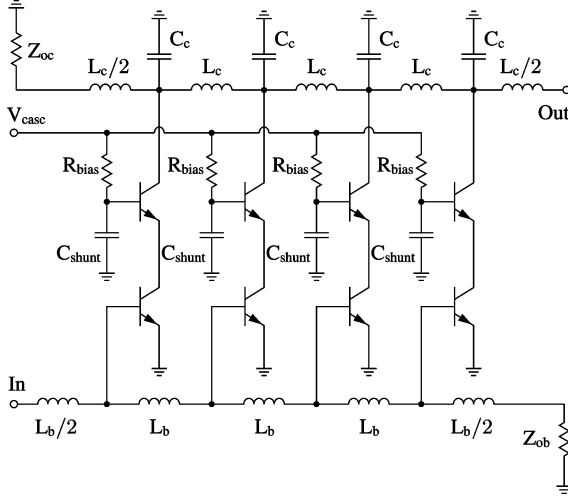 Z_oc
C_c C_c C_c C_c
L_c/2 L_c L_c L_c L_c/2
Out
V_casc
R_bias R_bias R_bias R_bias
C_shunt C_shunt C_shunt C_shunt
In
L_b/2 L_b L_b L_b L_b/2
Z_ob